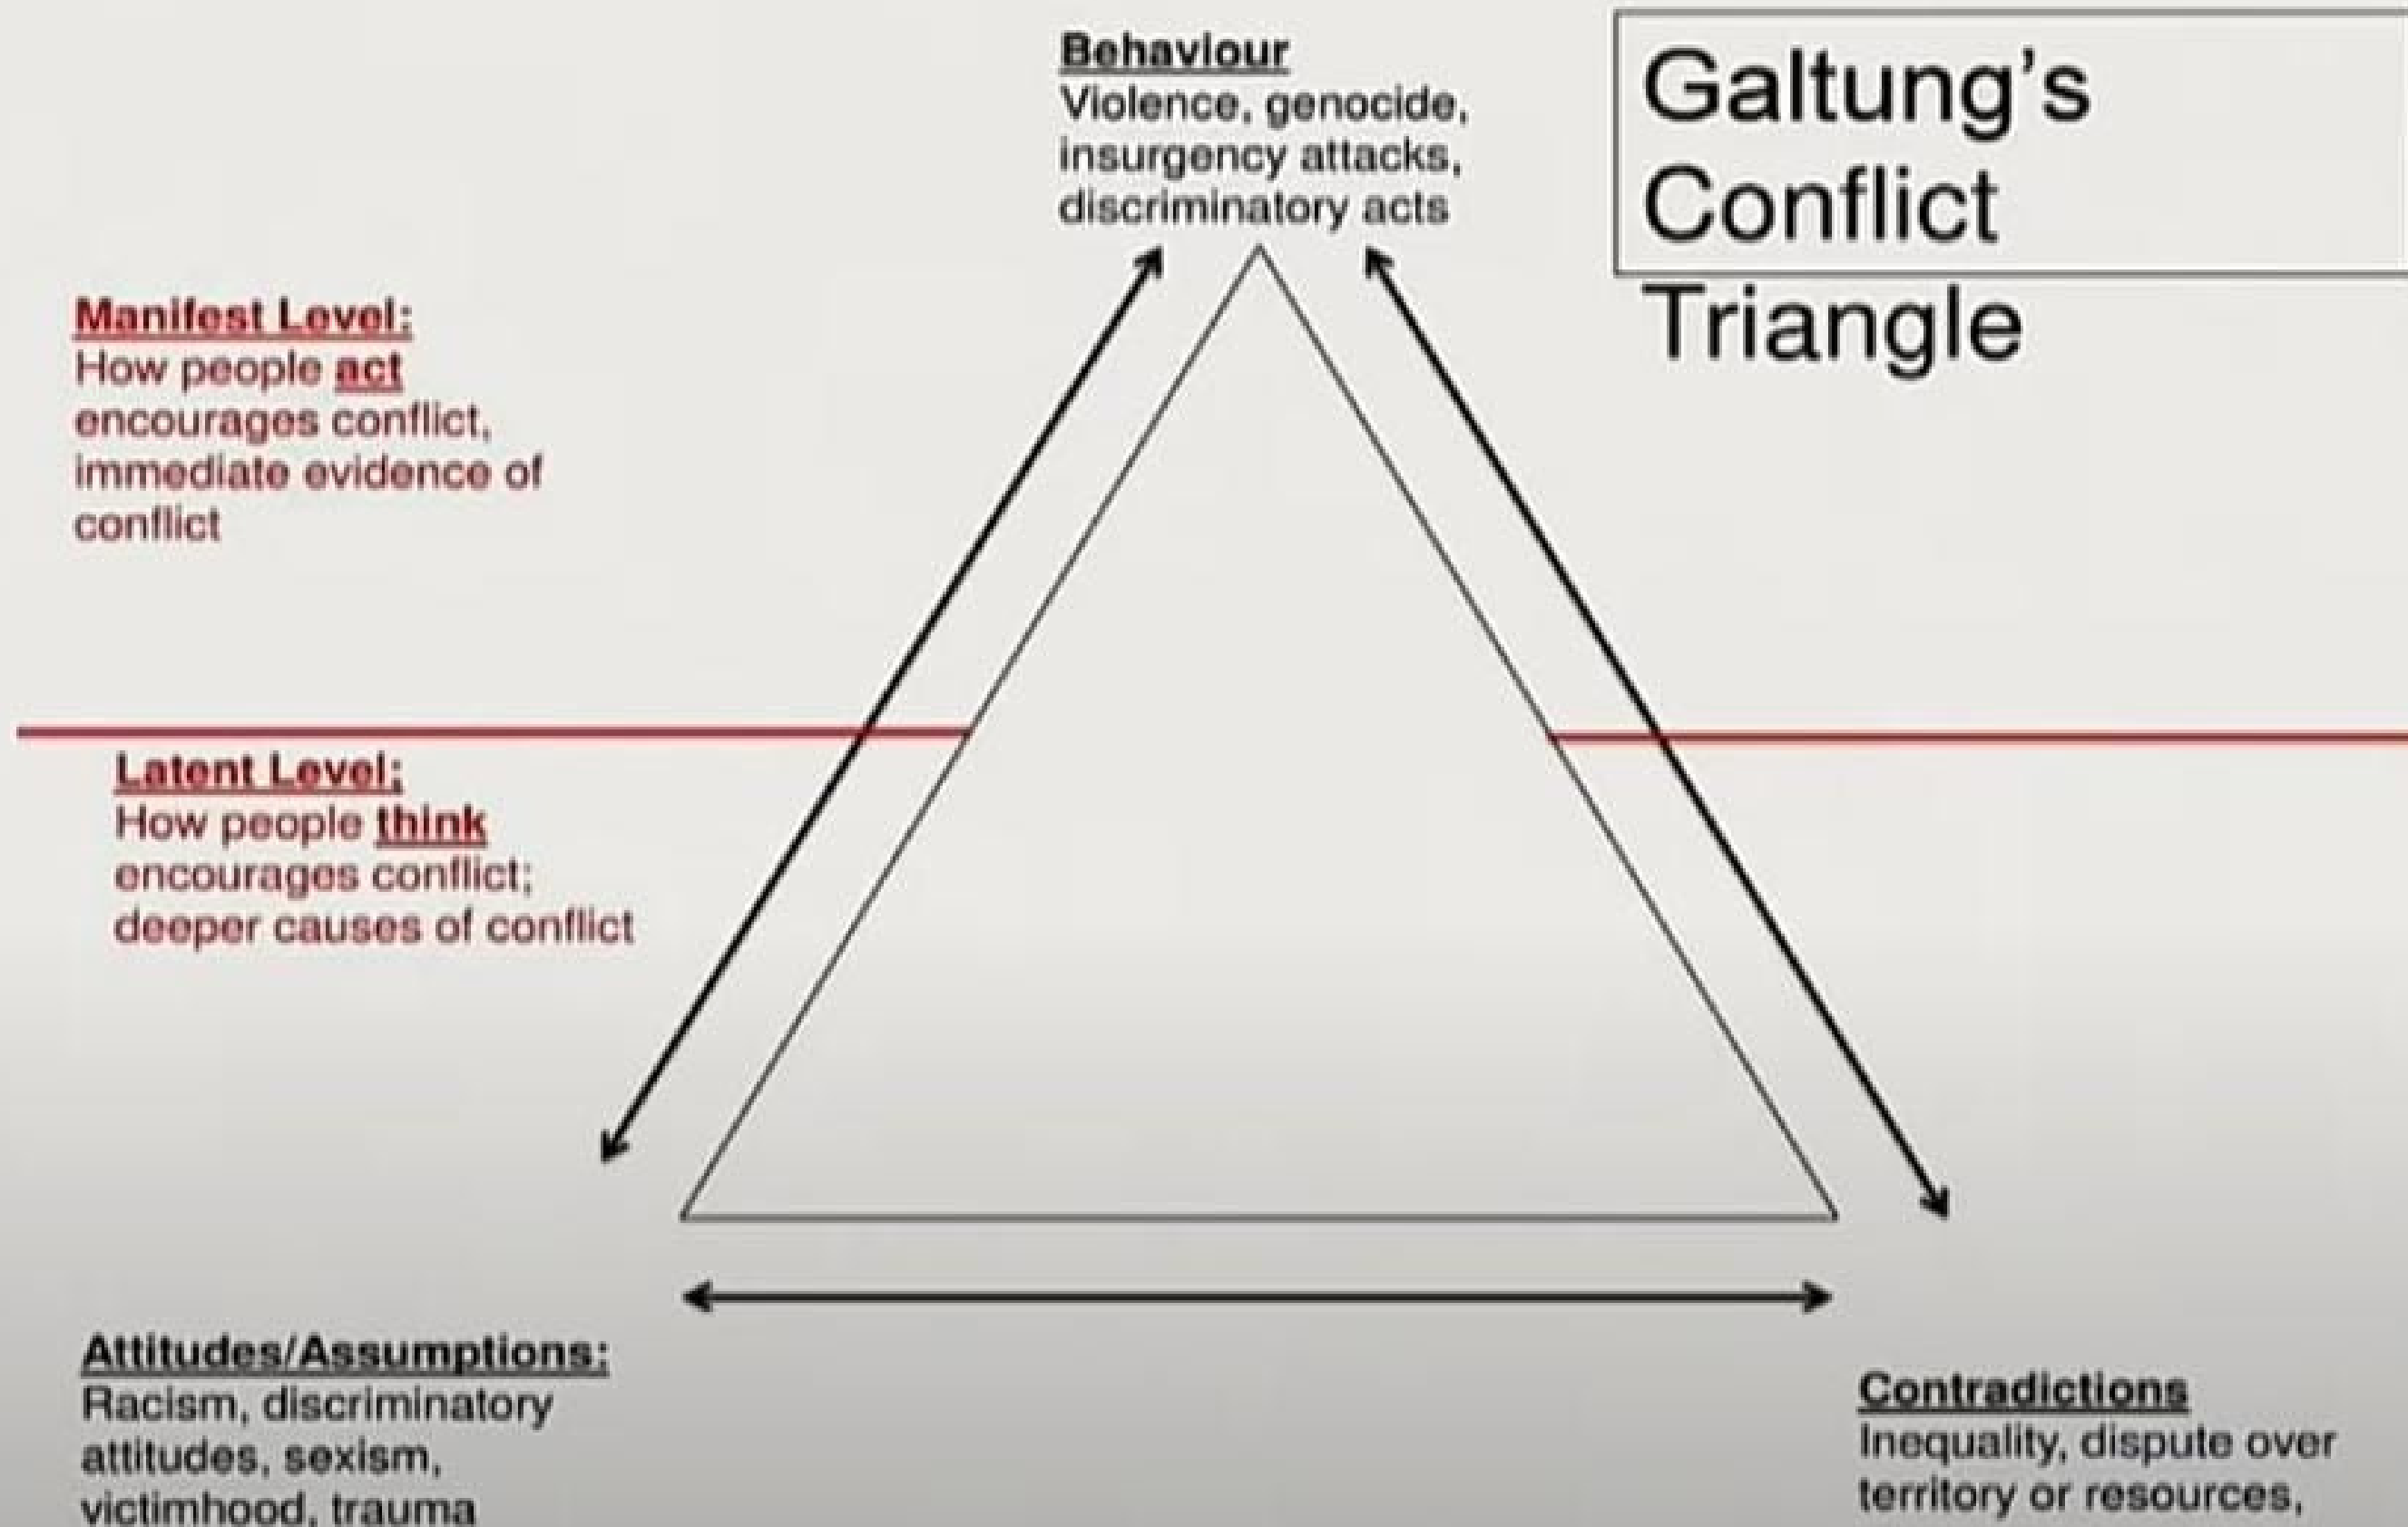 Behaviour
Violence, genocide,
insurgency attacks,
discriminatory acts
Galtung's
Conflict
Triangle
Manifest Level:
How people act
encourages conflict,
immediate evidence of
conflict
Latent Level:
How people think
encourages conflict;
deeper causes of conflict
Attitudes/Assumptions:
Racism, discriminatory
attitudes, sexism,
victimhood, trauma
Contradictions
Inequality, dispute over
territory or resources,